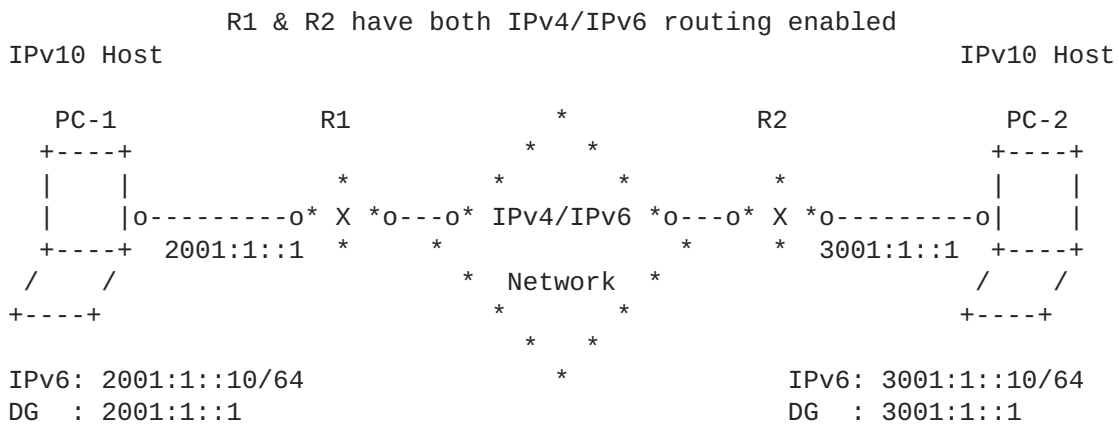 R1 & R2 have both IPv4/IPv6 routing enabled
IPv10 Host IPv10 Host
PC-1 R1 R2 PC-2
IPv4/IPv6
2001:1::1 3001:1::1
Network
IPv6: 2001:1::10/64 IPv6: 3001:1::10/64
DG : 2001:1::1 DG : 3001:1::1